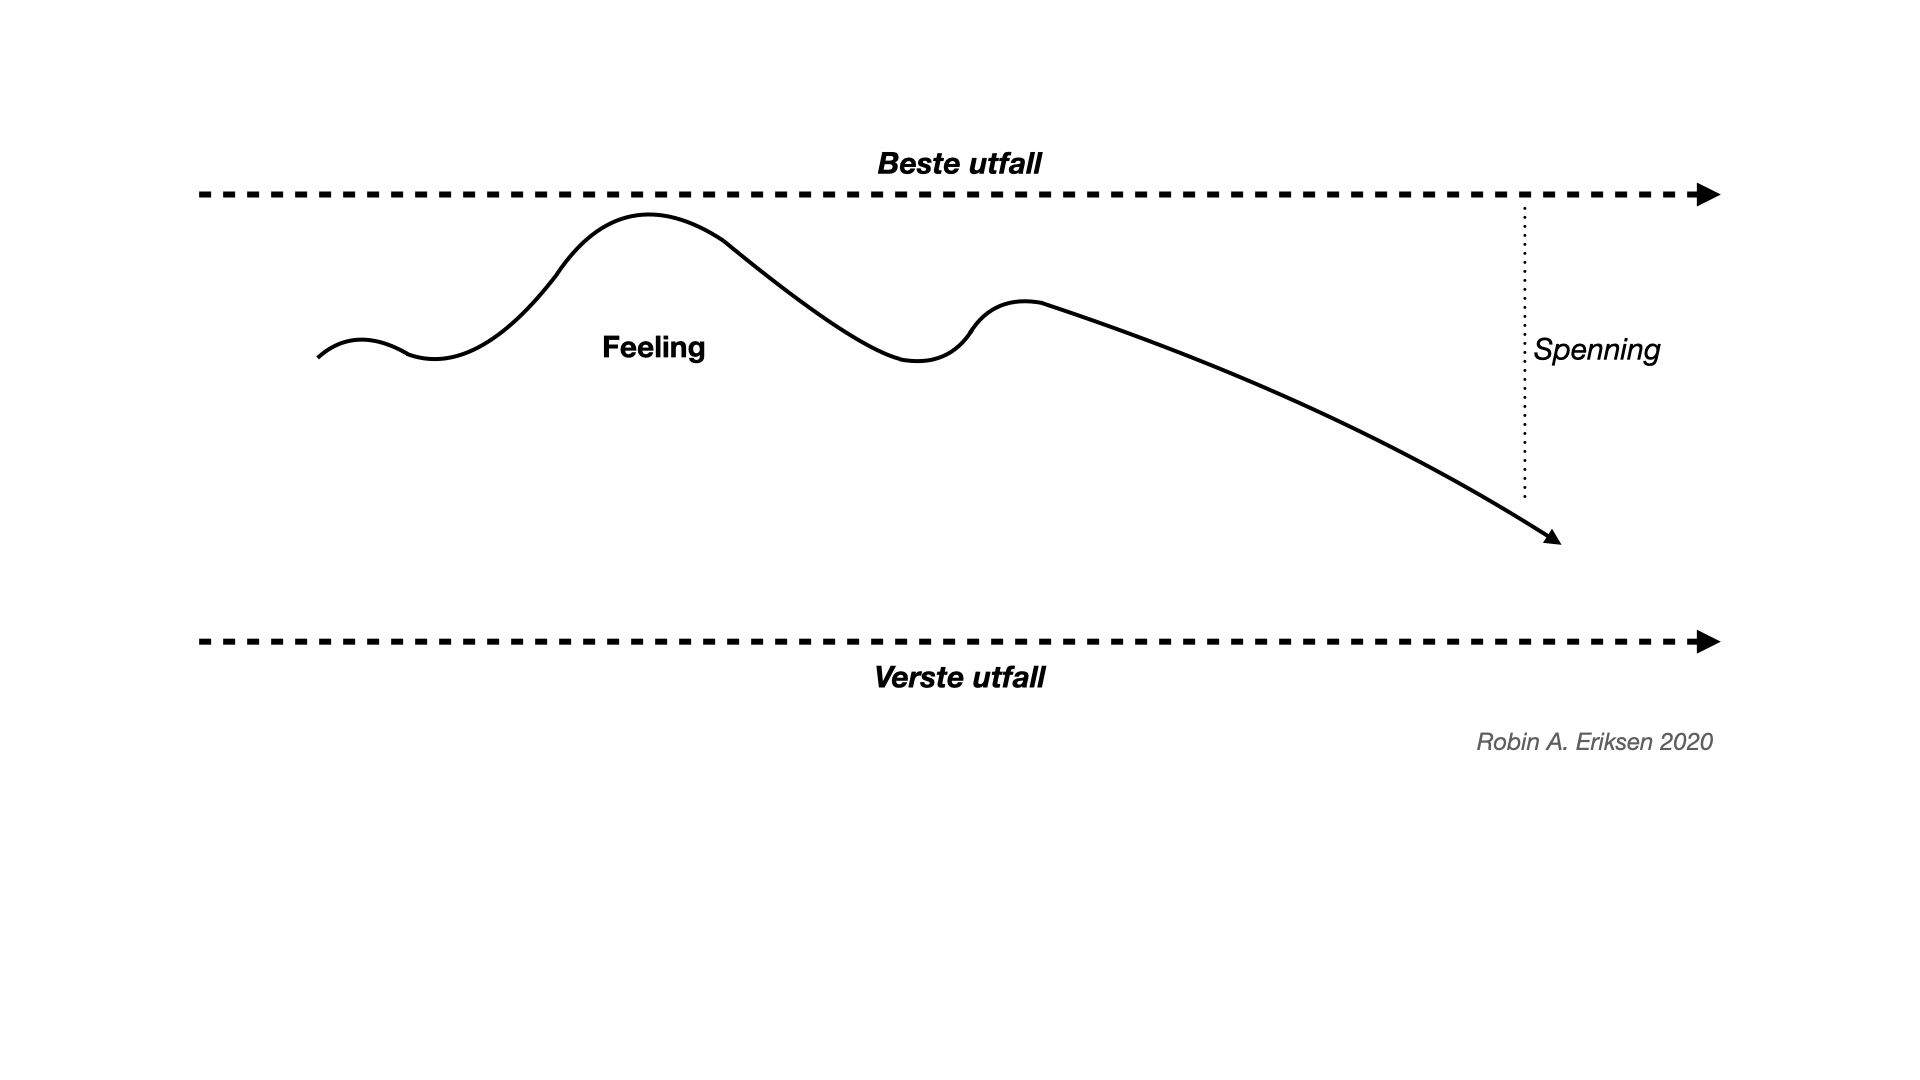 Beste utfall
Feeling
Spenning
Verste utfall
Robin A. Eriksen 2020